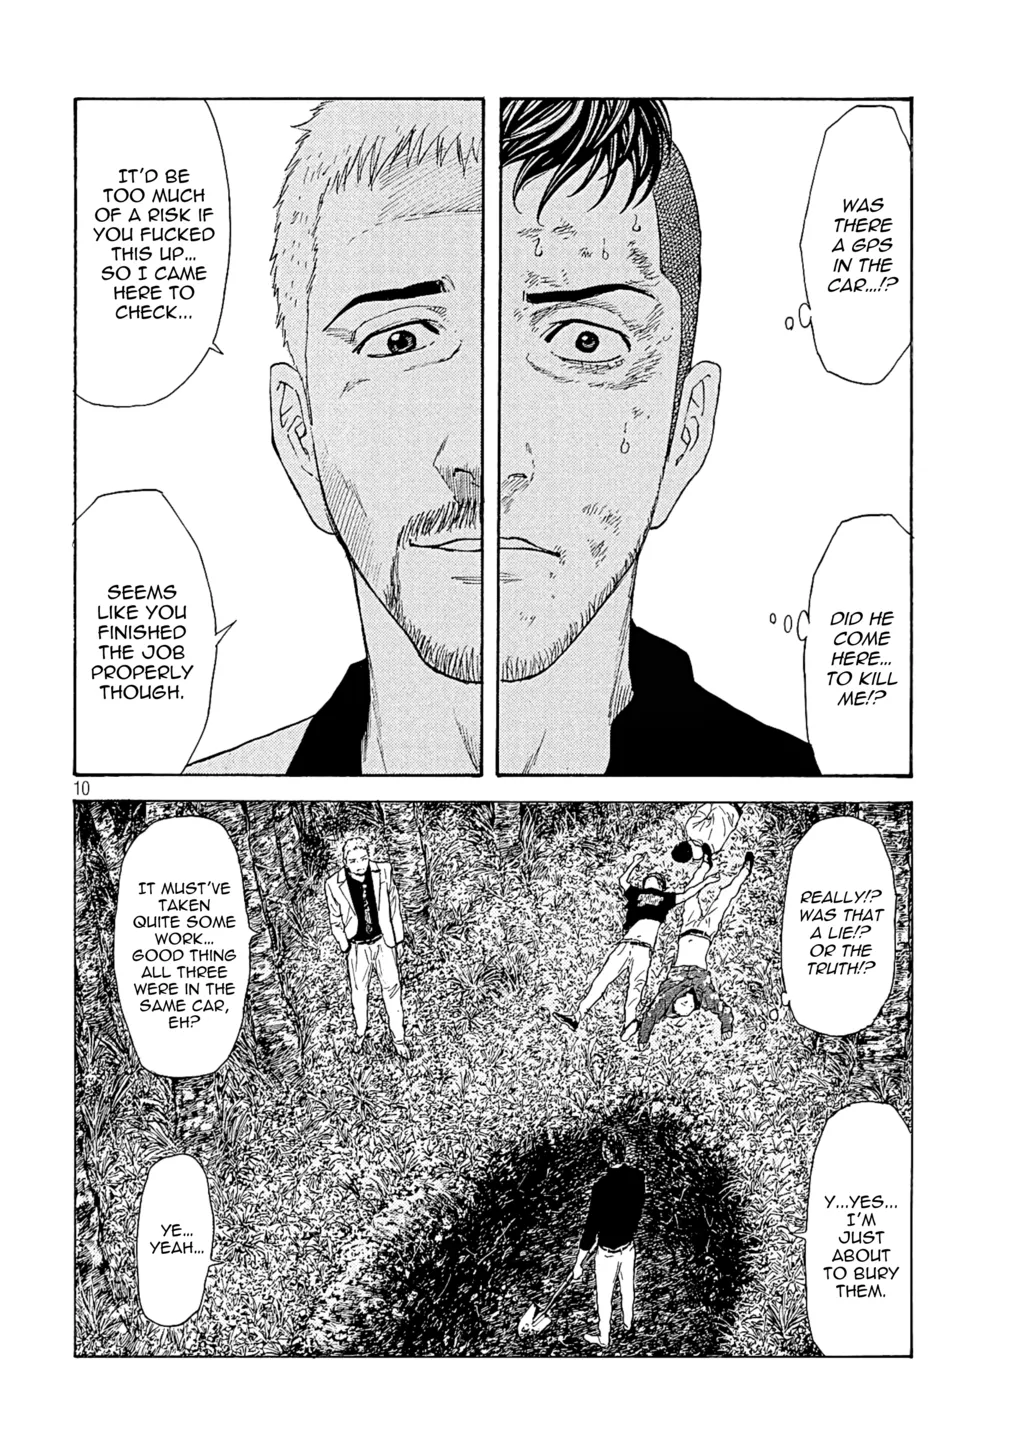 WAS
THERE
A GPS
IN THE
CAR...!?
DID HE
COME
HERE...
TO KILL
ME!?
IT'D BE
TOO MUCH
OF A RISK IF
YOU FUCKED
THIS UP...
SO I CAME
HERE TO
CHECK...
SEEMS
LIKE YOU
FINISHED
THE JOB
PROPERLY
THOUGH.
10
REALLY!?
WAS THAT
A LIE!?
OR THE
TRUTH!?
Y...YES...
I'M
JUST
ABOUT
TO BURY
THEM.
IT MUST'VE
TAKEN
QUITE SOME
WORK...
GOOD THING
ALL THREE
WERE IN THE
SAME CAR,
EH?
YE...
YEAH...